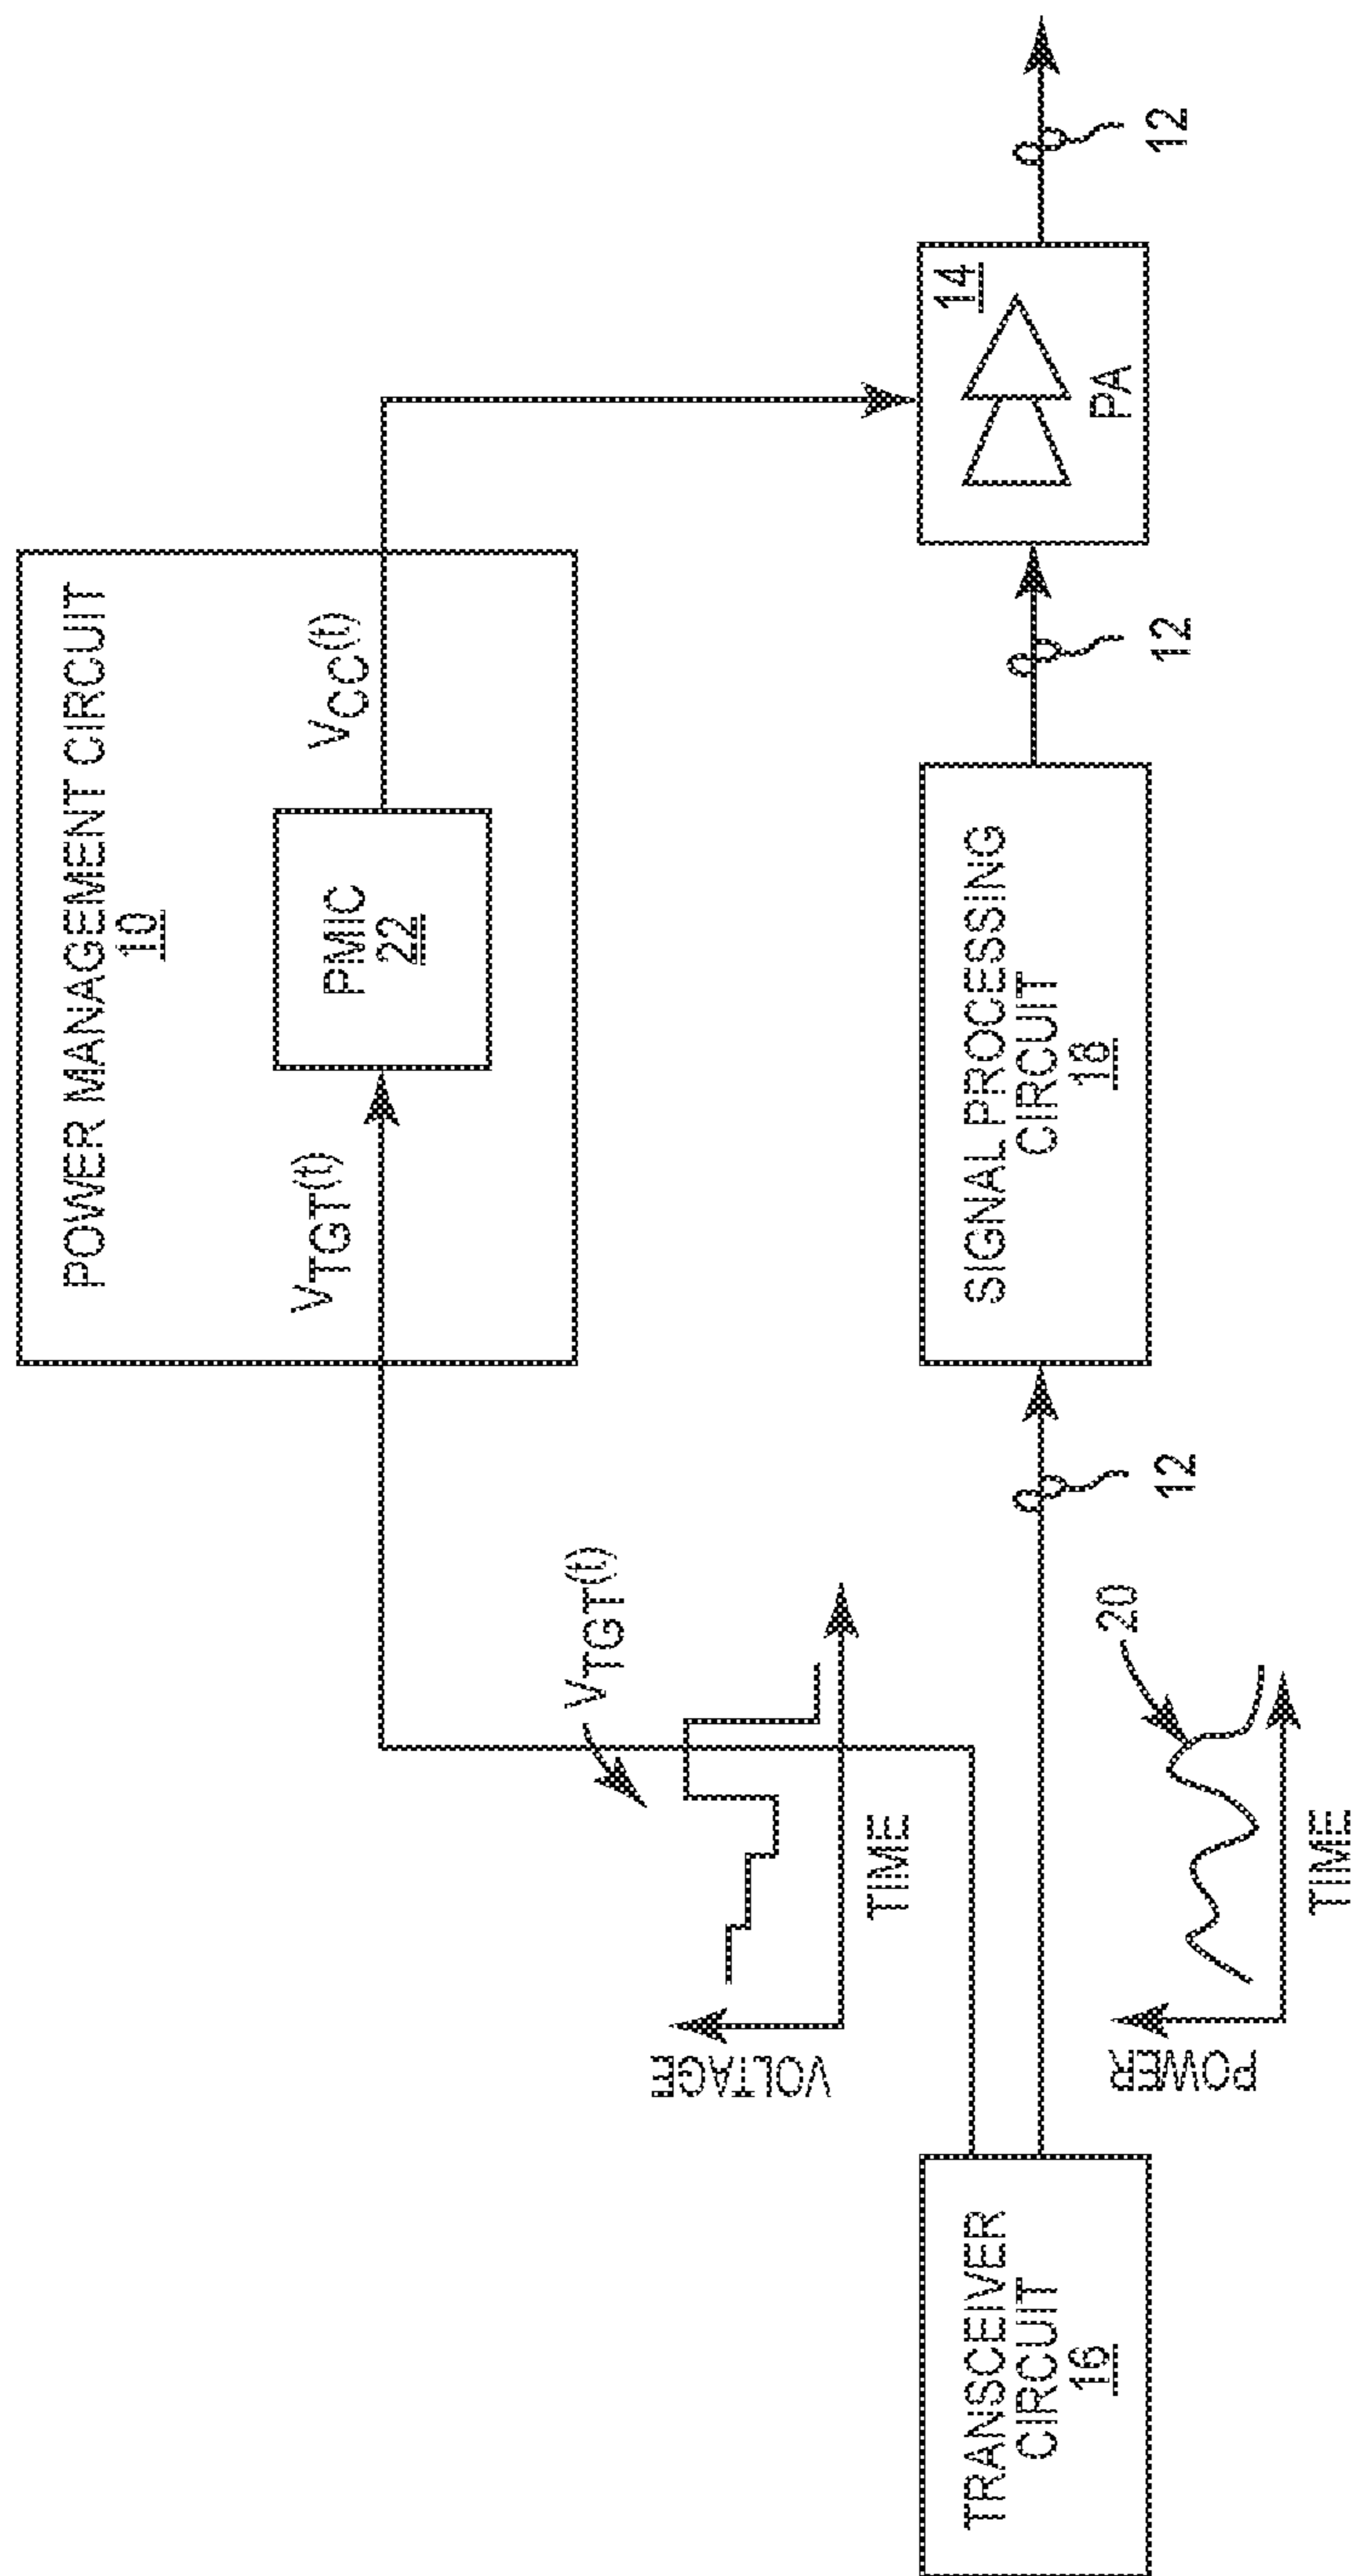 POWER MANAGEMENT CIRCUIT
10
VTGT(t)
PMIC
22
VCC(t)
VTGT(t)
VOLTAGE
TIME
14
PA
TRANSCEIVER
CIRCUIT
16
12
SIGNAL PROCESSING
CIRCUIT
18
12
12
POWER
20
TIME